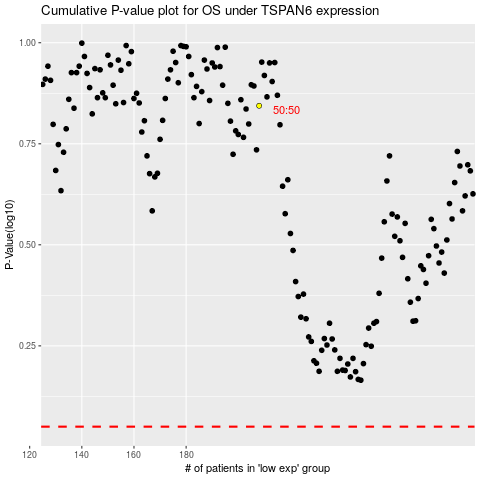 Cumulative P-value plot for OS under TSPAN6 expression
P-Value(log10)
1.00
0.75
0.50
0.25
50:50
120 140 160 180
# of patients in 'low exp' group